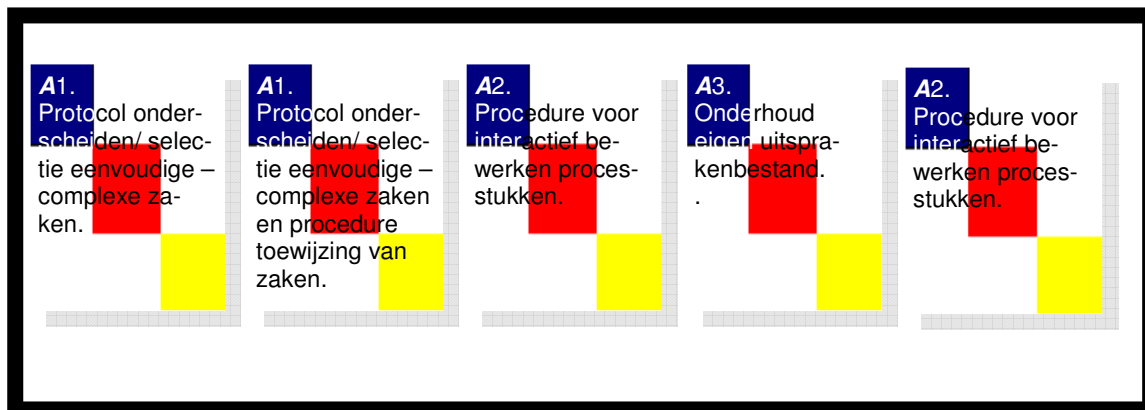 A1.
Protocol onder-
scheiden/ selec-
tie eenvoudige –
complexe za-
ken.
A1.
Protocol onder-
scheiden/ selec-
tie eenvoudige –
complexe zaken
en procedure
toewijzing van
zaken.
A2.
Procedure voor
interactief be-
werken proces-
stukken.
A3.
Onderhoud
eigen uitspra-
kenbestand.
.
A2.
Procedure voor
interactief be-
werken proces-
stukken.